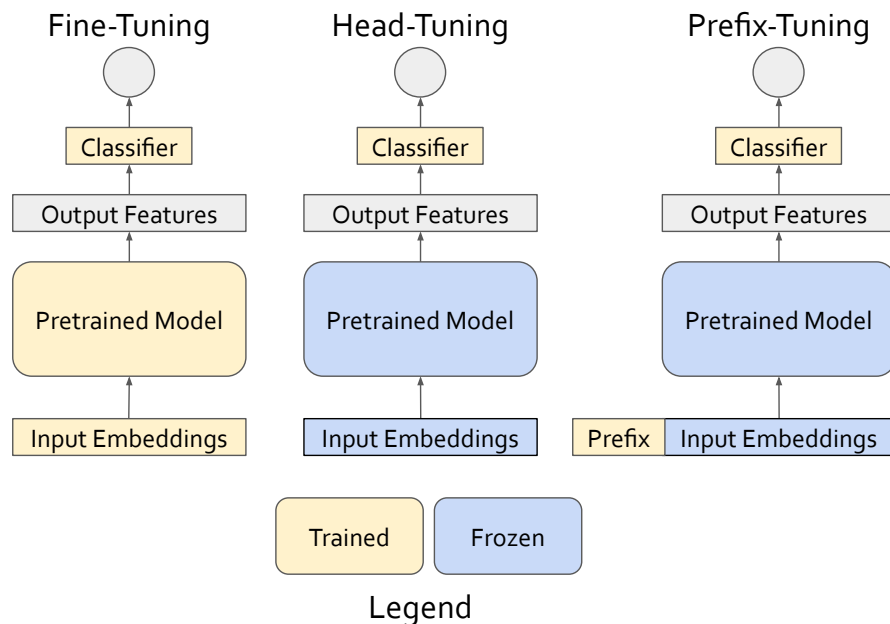 Fine-Tuning
Head-Tuning
Prefix-Tuning
Classifier
Classifier
Classifier
Output Features
Output Features
Output Features
Pretrained Model
Pretrained Model
Pretrained Model
Input Embeddings
Input Embeddings
Prefix
Input Embeddings
Trained
Frozen
Legend